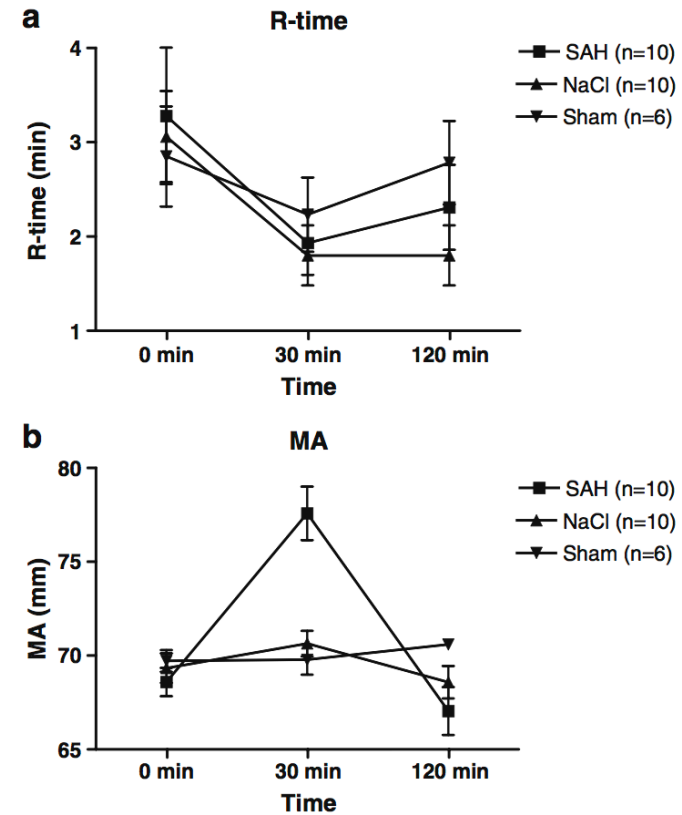 a
R-time
SAH (n=10)
NaCl (n=10)
Sham (n=6)
R-time (min)
4
3
2
1
0 min 30 min 120 min
Time
b
MA
SAH (n=10)
NaCl (n=10)
Sham (n=6)
MA (mm)
80
75
70
65
0 min 30 min 120 min
Time